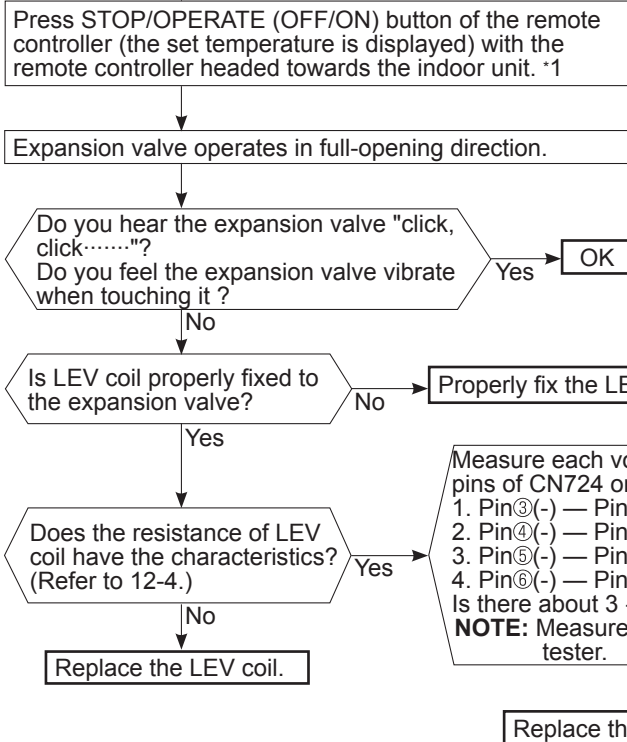 Press STOP/OPERATE (OFF/ON) button of the remote
controller (the set temperature is displayed) with the
remote controller headed towards the indoor unit. *1
Expansion valve operates in full-opening direction.
Do you hear the expansion valve "click,
click·······"?
Do you feel the expansion valve vibrate
when touching it ?
Yes
OK
No
Is LEV coil properly fixed to
the expansion valve?
No
Properly fix the
Yes
Measure each
pins of CN724
1. Pin③(-) — Pin
2. Pin④(-) — Pin
3. Pin⑤(-) — Pin
4. Pin⑥(-) — Pin
Is there about 3
NOTE: Measure
tester.
Does the resistance of LEV
coil have the characteristics?
(Refer to 12-4.)
Yes
No
Replace the LEV coil.
Replace